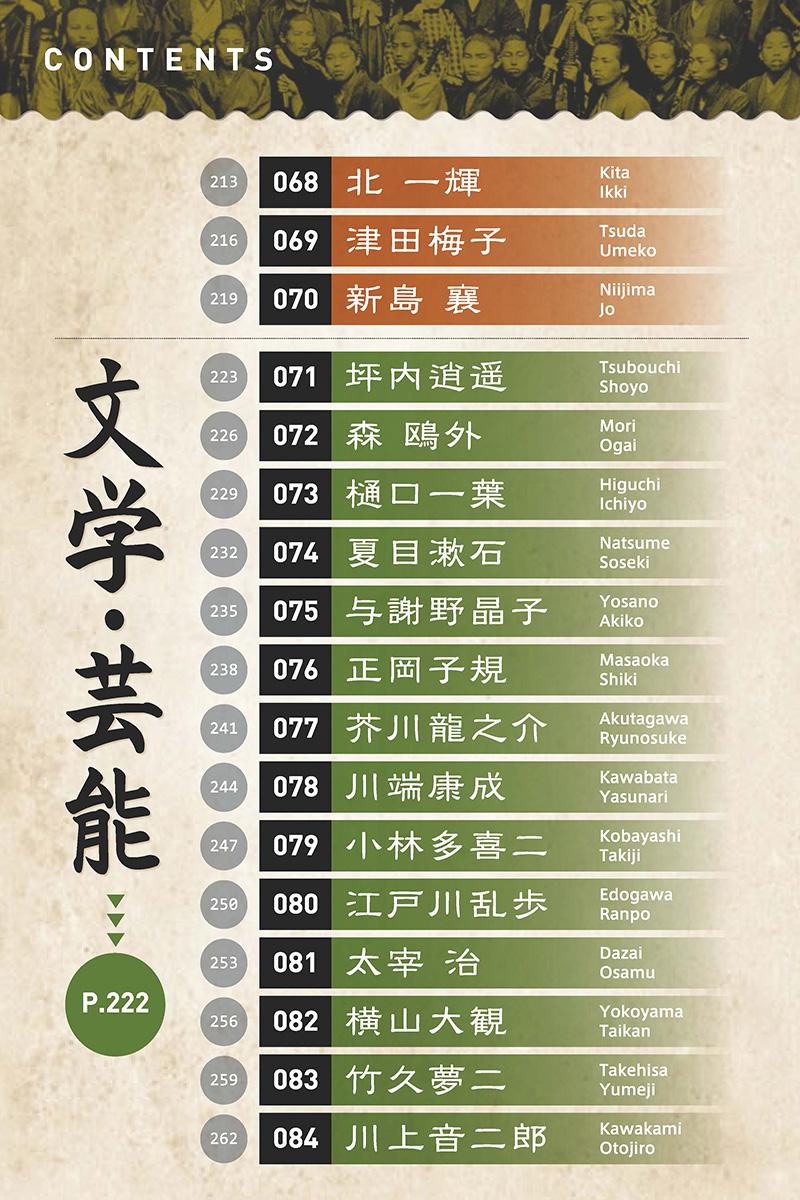 CONTENTS
213 068 北 一輝 Kita
Ikki
216 069 津田梅子 Tsuda
Umeko
219 070 新島 襄 Niijima
Jo
文学・芸能
P.222
223 071 坪内逍遥 Tsubouchi
Shoyo
226 072 森 鴎外 Mori
Ogai
229 073 樋口一葉 Higuchi
Ichiyo
232 074 夏目漱石 Natsume
Soseki
235 075 与謝野晶子 Yosano
Akiko
238 076 正岡子規 Masaoka
Shiki
241 077 芥川龍之介 Akutagawa
Ryunosuke
244 078 川端康成 Kawabata
Yasunari
247 079 小林多喜二 Kobayashi
Takiji
250 080 江戸川乱歩 Edogawa
Ranpo
253 081 太宰 治 Dazai
Osamu
256 082 横山大観 Yokoyama
Taikan
259 083 竹久夢二 Takehisa
Yumeji
262 084 川上音二郎 Kawakami
Otojiro